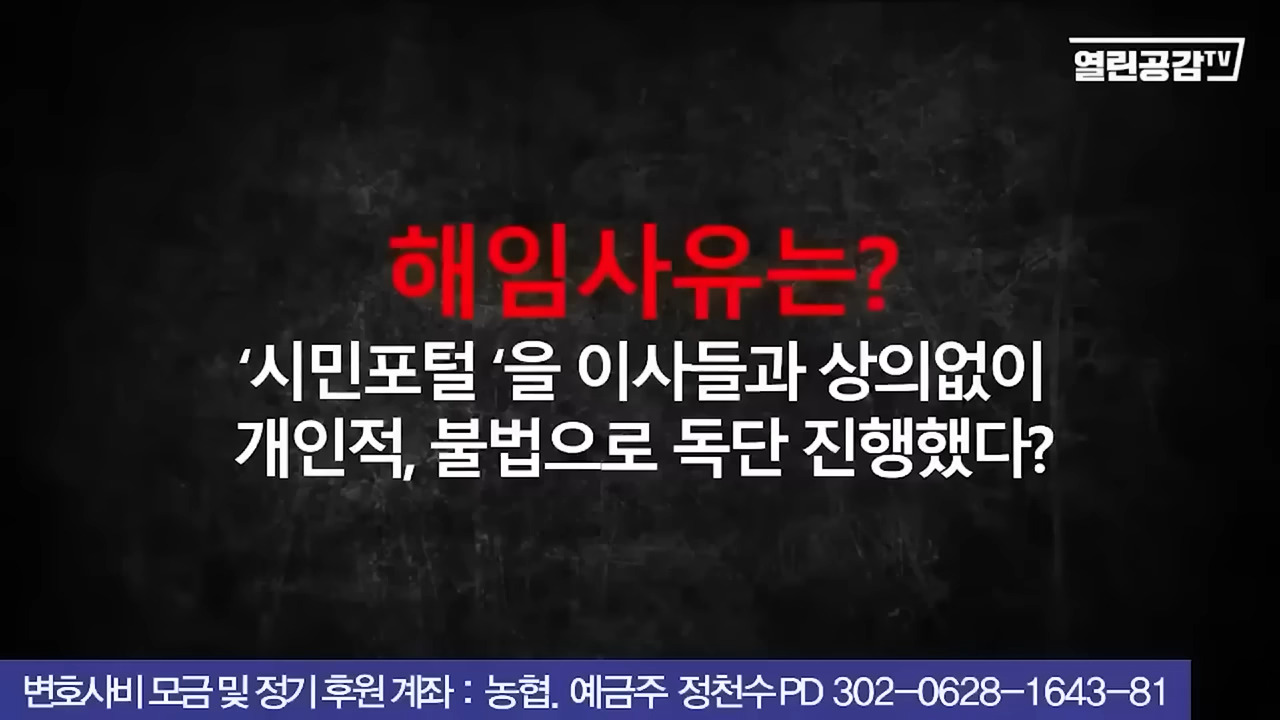 열린공감TV
해임사유는?
‘시민포털 ‘을 이사들과 상의없이
개인적, 불법으로 독단 진행했다?
변호사비 모금 및 정기 후원 계좌 : 농협. 예금주 정천수PD 302-0628-1643-81